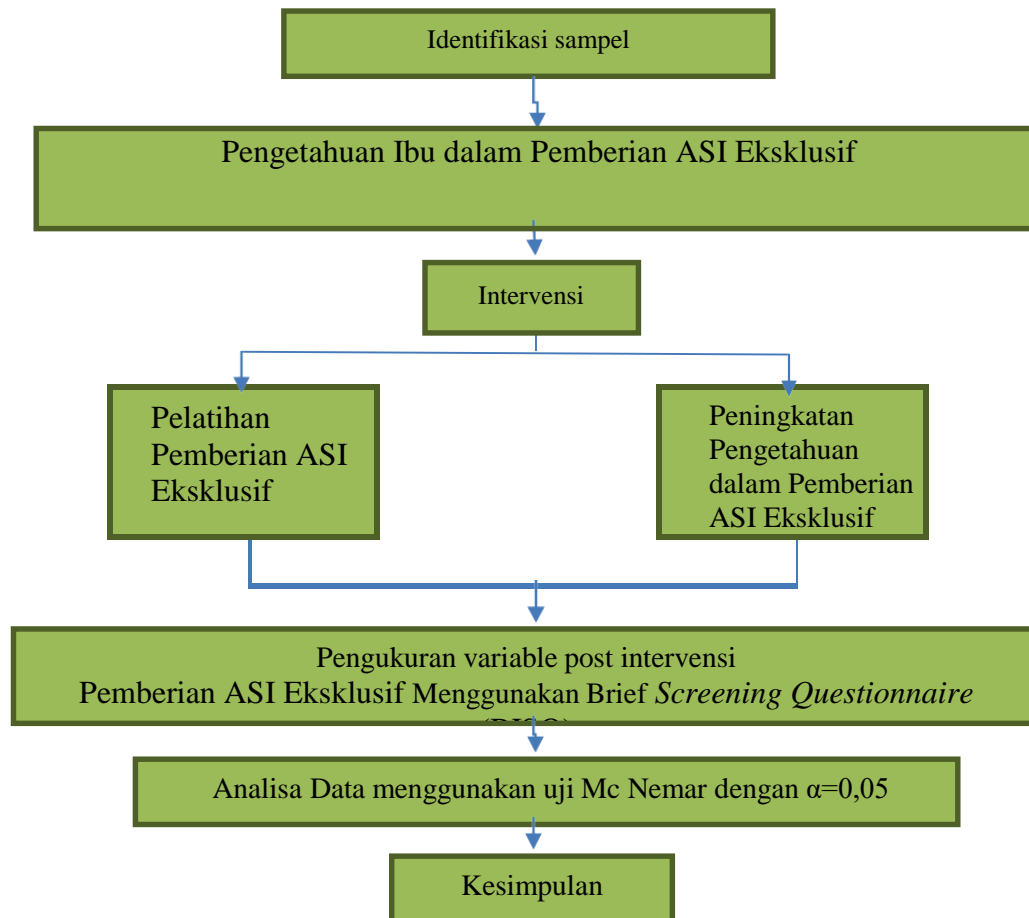 Identifikasi sampel
Pengetahuan Ibu dalam Pemberian ASI Eksklusif
Intervensi
Pelatihan
Pemberian ASI
Eksklusif
Peningkatan
Pengetahuan
dalam Pemberian
ASI Eksklusif
Pengukuran variable post intervensi
Pemberian ASI Eksklusif Menggunakan Brief Screening Questionnaire
Analisa Data menggunakan uji Mc Nemar dengan α=0,05
Kesimpulan